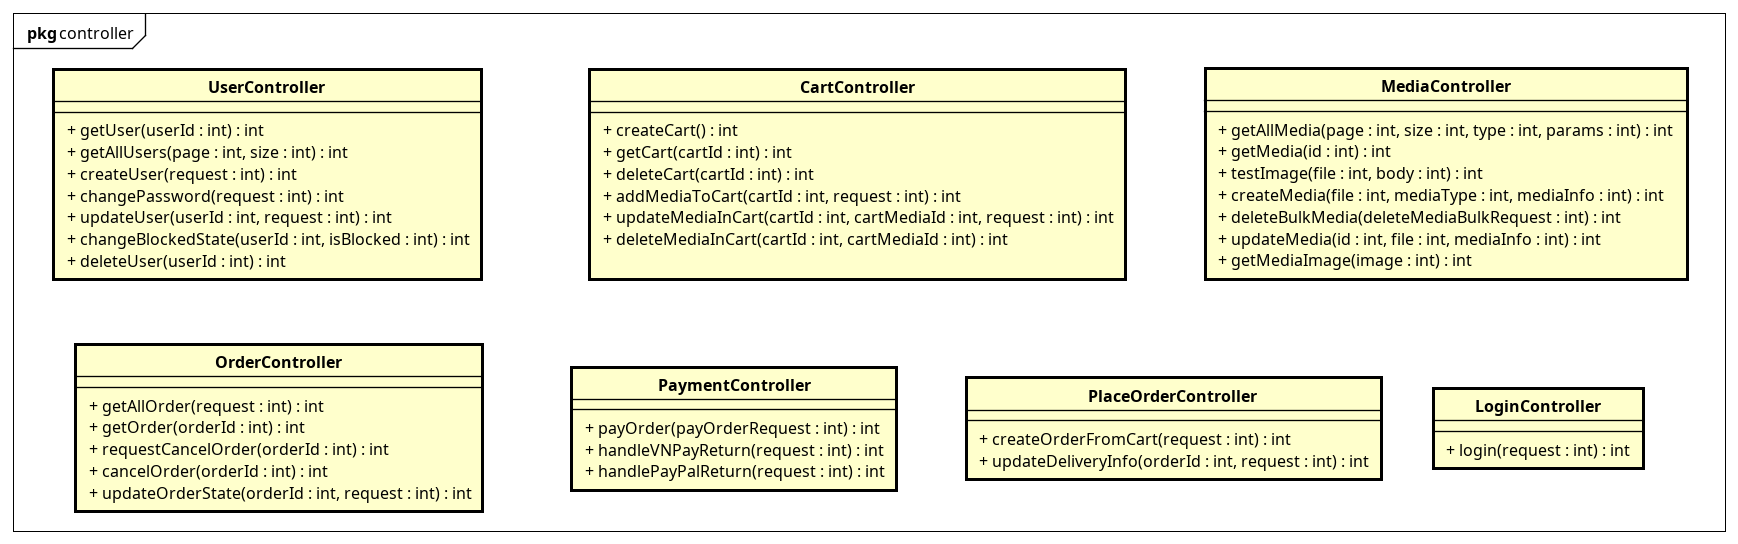 pkg controller
UserController
+ getUser(userId : int) : int
+ getAllUsers(page : int, size : int) : int
+ createUser(request : int) : int
+ changePassword(request : int) : int
+ updateUser(userId : int, request : int) : int
+ changeBlockedState(userId : int, isBlocked : int) : int
+ deleteUser(userId : int) : int
CartController
+ createCart() : int
+ getCart(cartId : int) : int
+ deleteCart(cartId : int) : int
+ addMediaToCart(cartId : int, request : int) : int
+ updateMediaInCart(cartId : int, cartMediaId : int, request : int) : int
+ deleteMediaInCart(cartId : int, cartMediaId : int) : int
MediaController
+ getAllMedia(page : int, size : int, type : int, params : int) : int
+ getMedia(id : int) : int
+ testImage(file : int, body : int) : int
+ createMedia(file : int, mediaType : int, mediaInfo : int) : int
+ deleteBulkMedia(deleteMediaBulkRequest : int) : int
+ updateMedia(id : int, file : int, mediaInfo : int) : int
+ getMediaImage(image : int) : int
OrderController
+ getAllOrder(request : int) : int
+ getOrder(orderId : int) : int
+ requestCancelOrder(orderId : int) : int
+ cancelOrder(orderId : int) : int
+ updateOrderState(orderId : int, request : int) : int
PaymentController
+ payOrder(payOrderRequest : int) : int
+ handleVNPayReturn(request : int) : int
+ handlePayPalReturn(request : int) : int
PlaceOrderController
+ createOrderFromCart(request : int) : int
+ updateDeliveryInfo(orderId : int, request : int) : int
LoginController
+ login(request : int) : int